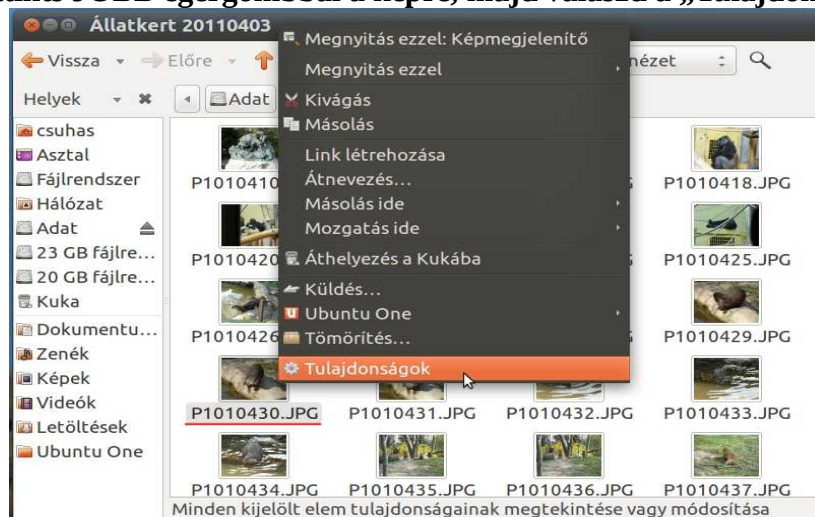 Állatkert 20110403
Megnyitás ezzel: Képmegjelenítő
Megnyitás ezzel
Kivágás
Másolás
Link létrehozása
Átnevezés...
Másolás ide
Mozgatás ide
Áthelyezés a Kukába
Küldés...
Ubuntu One
Tömörítés...
Tulajdonságok
Vissza
Előre
Helyek
Adat
csuhas
Asztal
Fájlrendszer
Hálózat
Adat
23 GB fájlre...
20 GB fájlre...
Kuka
Dokumentu...
Zenék
Képek
Videók
Letöltések
Ubuntu One
P1010410
P1010418.JPG
P1010420
P1010425.JPG
P1010426
P1010429.JPG
P1010430.JPG
P1010431.JPG
P1010432.JPG
P1010433.JPG
P1010434.JPG
P1010435.JPG
P1010436.JPG
P1010437.JPG
Minden kijelölt elem tulajdonságainak megtekintése vagy módosítása